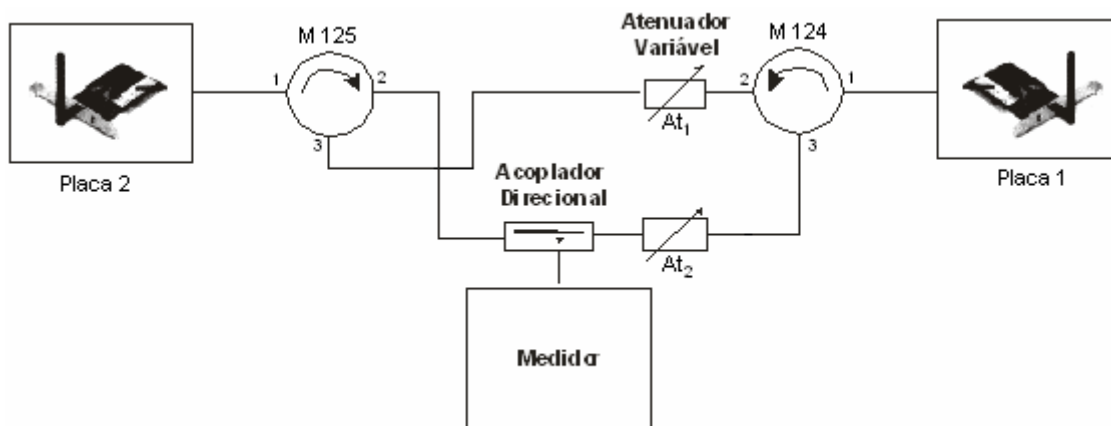 M 125
Atenuador
Variável
M 124
1
2
3
2
1
3
At1
Placa 2
Placa 1
Acoplador
Direcional
At2
Medidor